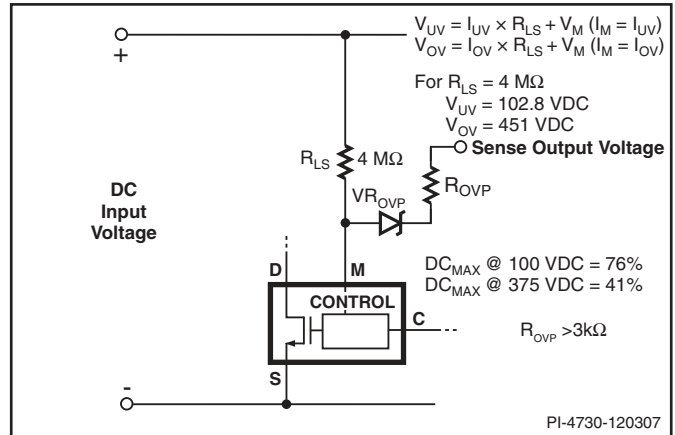 V_UV = I_UV × R_LS + V_M (I_M = I_UV)
V_OV = I_OV × R_LS + V_M (I_M = I_OV)
+
For R_LS = 4 MΩ
V_UV = 102.8 VDC
V_OV = 451 VDC
Sense Output Voltage
R_LS 4 MΩ
R_OVP
VR_OVP
DC
Input
Voltage
D M
DC_MAX @ 100 VDC = 76%
DC_MAX @ 375 VDC = 41%
CONTROL
C
R_OVP >3kΩ
S
-
PI-4730-120307